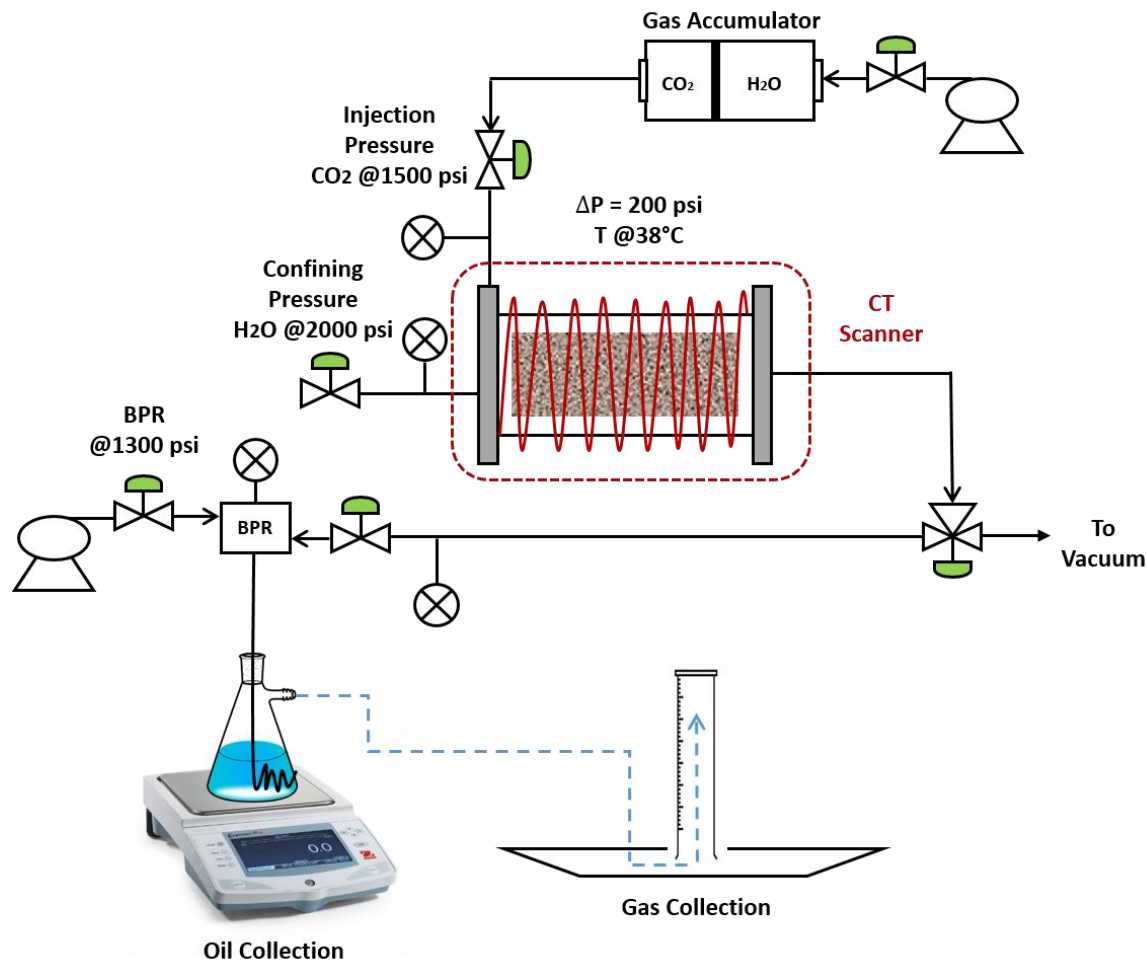 Gas Accumulator
CO₂
H₂O
Injection
Pressure
CO₂ @1500 psi
ΔP = 200 psi
T @38°C
Confining
Pressure
H₂O @2000 psi
CT
Scanner
BPR
@1300 psi
BPR
To
Vacuum
0.0
Gas Collection
Oil Collection